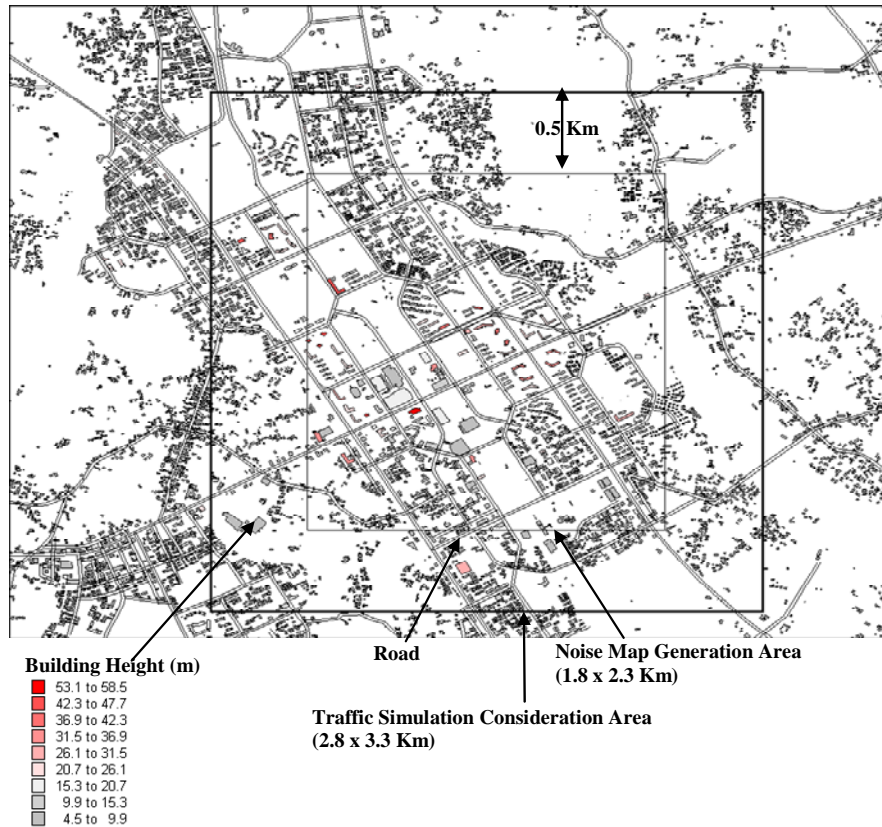 0.5 Km
Building Height (m)
53.1 to 58.5
42.3 to 47.7
36.9 to 42.3
31.5 to 36.9
26.1 to 31.5
20.7 to 26.1
15.3 to 20.7
9.9 to 15.3
4.5 to 9.9
Road
Noise Map Generation Area
(1.8 x 2.3 Km)
Traffic Simulation Consideration Area
(2.8 x 3.3 Km)